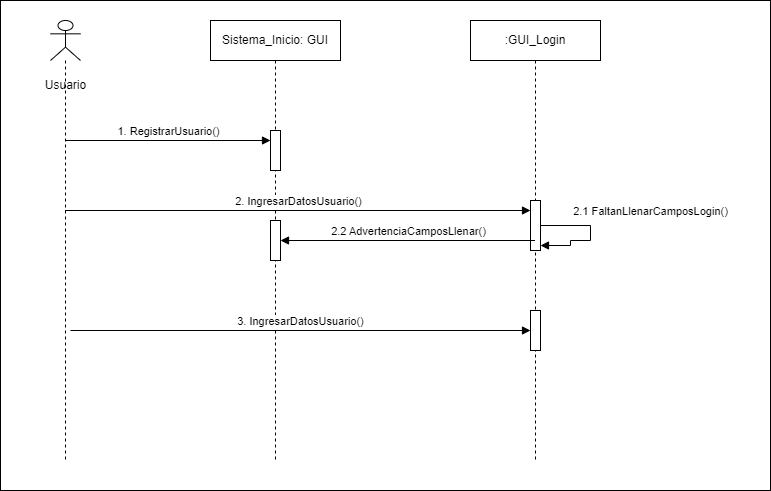 Sistema_Inicio: GUI
:GUI_Login
Usuario
1. RegistrarUsuario()
2. IngresarDatosUsuario()
2.1 FaltanLlenarCamposLogin()
2.2 AdvertenciaCamposLlenar()
3. IngresarDatosUsuario()